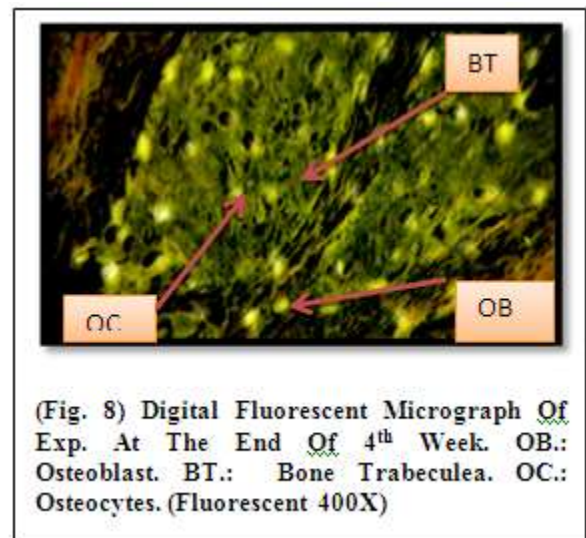 BT
OC
OB
(Fig. 8) Digital Fluorescent Micrograph Of
Exp. At The End Of 4th Week. OB.:
Osteoblast. BT.: Bone Trabeculea. OC.:
Osteocytes. (Fluorescent 400X)